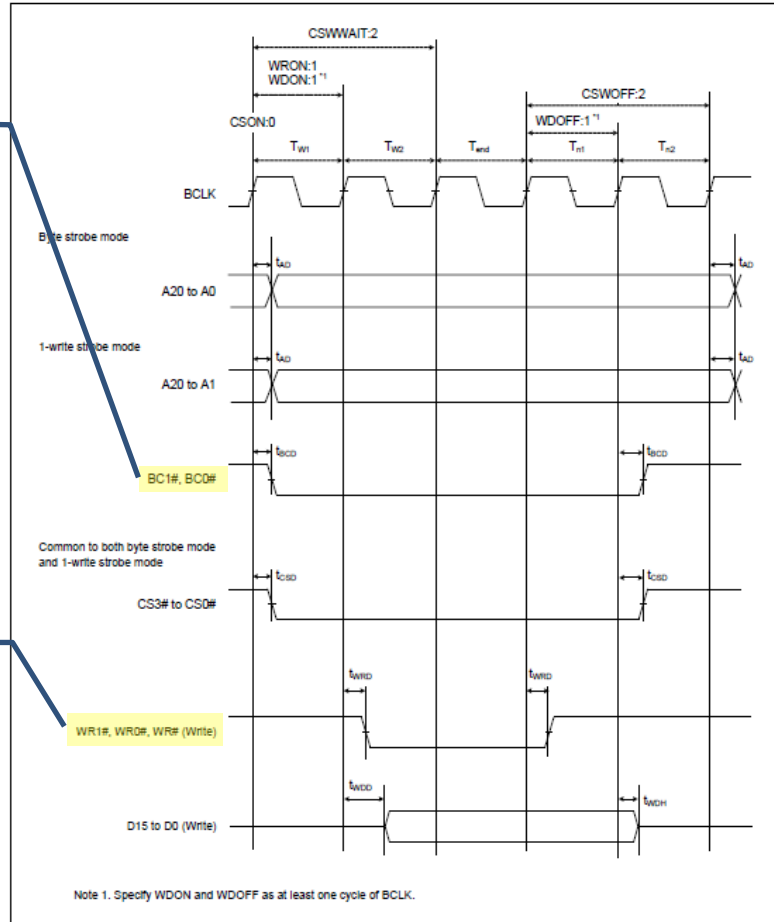 CSWWAIT:2
WRON:1
WDON:1 *1
CSWOFF:2
WDOFF:1 *1
CSON:0
TW1 TW2 Tend Tn1 Tn2
BCLK
Byte strobe mode
tAD tAD
A20 to A0
1-write strobe mode
tAD tAD
A20 to A1
tBCD tBCD
BC1#, BC0#
Common to both byte strobe mode
and 1-write strobe mode
tCSD tCSD
CS3# to CS0#
tWRD tWRD
WR1#, WR0#, WR# (Write)
tWDD tWDH
D15 to D0 (Write)
Note 1. Specify WDON and WDOFF as at least one cycle of BCLK.